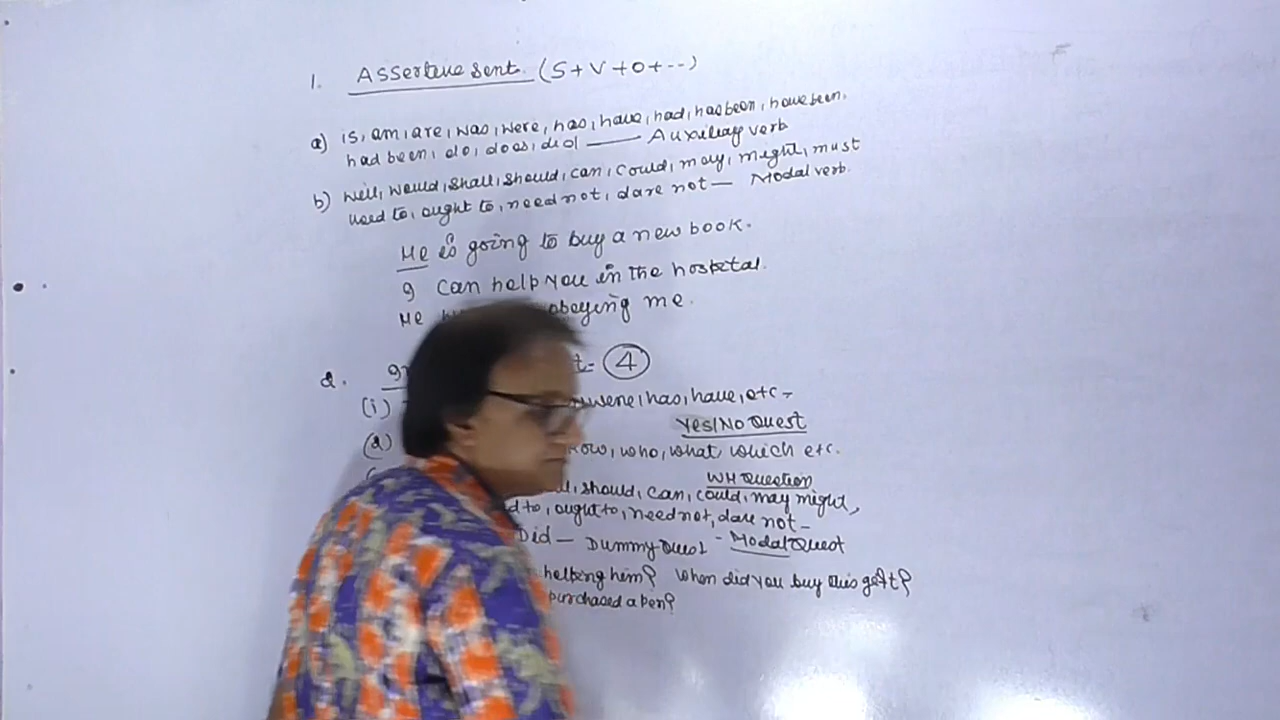 1. Assertive sent. (S+V+O+--)
a) is, am, are, was, were, has, have, had, has been, have been,
had been, do, does, did —— Auxiliary verb
b) will, would, shall, should, can, could, may, might, must
used to, ought to, need not, dare not — Modal verb.
He is going to buy a new book.
I can help you in the hospital.
He obeying me.
2. 4
(i) were, has, have, etc -
Yes/No Quest
how, who, what which etc.
WH Question
should, can, could, may might,
ought to, need not, dare not -
Did — Dummy Quest - Modal Quest
helping him? When did you buy this gift?
purchased a pen?